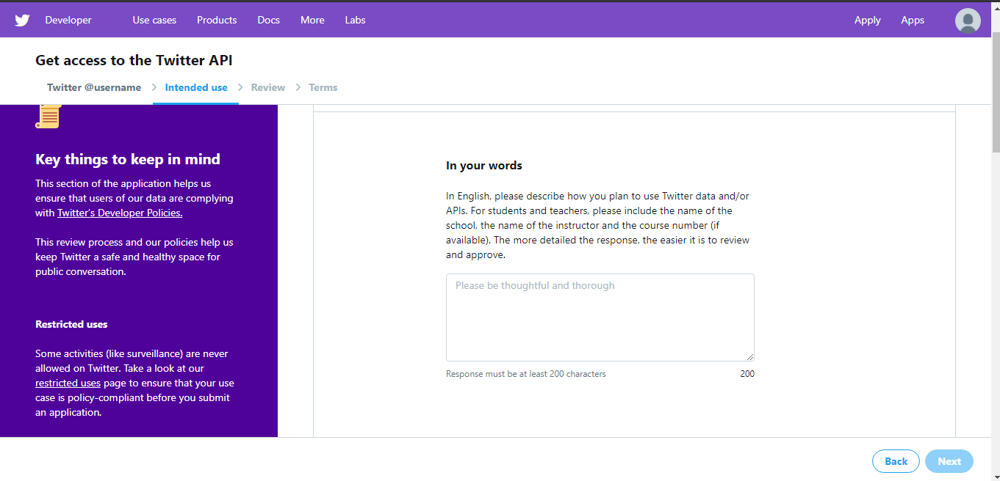 Developer Use cases Products Docs More Labs Apply Apps
Get access to the Twitter API
Twitter @username Intended use Review Terms
Key things to keep in mind
This section of the application helps us
ensure that users of our data are complying
with Twitter's Developer Policies.
This review process and our policies help us
keep Twitter a safe and healthy space for
public conversation.
Restricted uses
Some activities (like surveillance) are never
allowed on Twitter. Take a look at our
restricted uses page to ensure that your use
case is policy-compliant before you submit
an application.
In your words
In English, please describe how you plan to use Twitter data and/or
APIs. For students and teachers, please include the name of the
school, the name of the instructor and the course number (if
available). The more detailed the response, the easier it is to review
and approve.
Please be thoughtful and thorough
Response must be at least 200 characters 200
Back Next